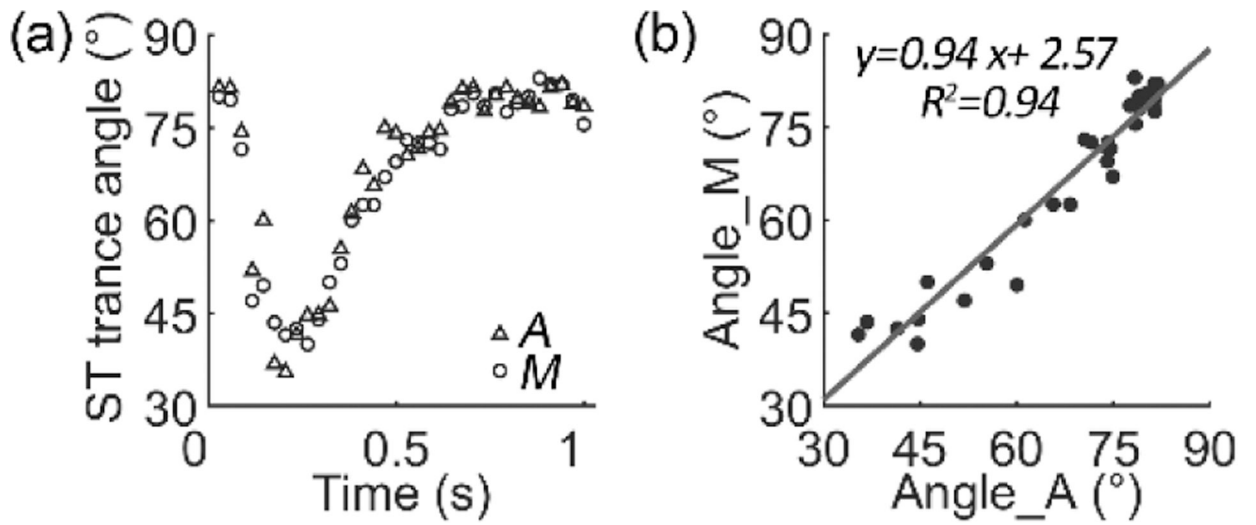 (a)
ST trance angle (°)
90
75
60
45
30
0
0.5
1
Time (s)
A
M
(b)
Angle_M (°)
90
75
60
45
30
30
45
60
75
90
Angle_A (°)
y=0.94 x+ 2.57
R²=0.94